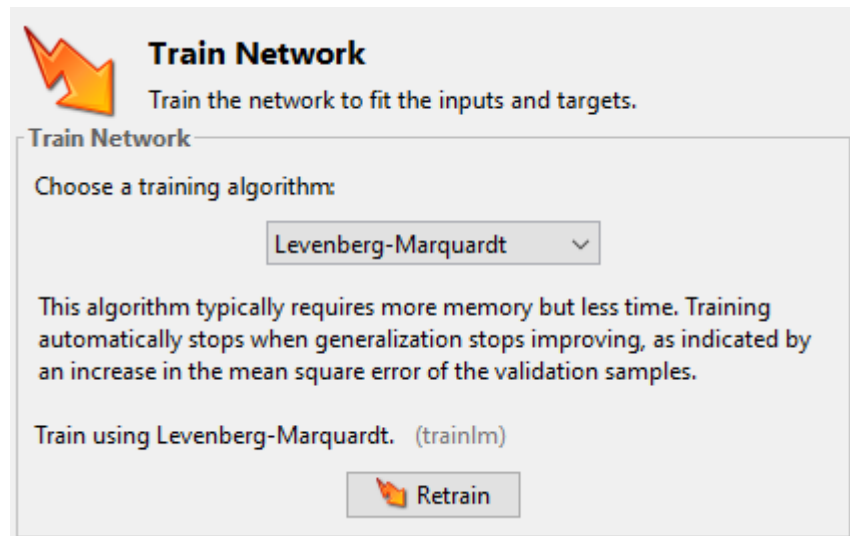 Train Network
Train the network to fit the inputs and targets.
Train Network
Choose a training algorithm:
Levenberg-Marquardt
This algorithm typically requires more memory but less time. Training
automatically stops when generalization stops improving, as indicated by
an increase in the mean square error of the validation samples.
Train using Levenberg-Marquardt. (trainlm)
Retrain